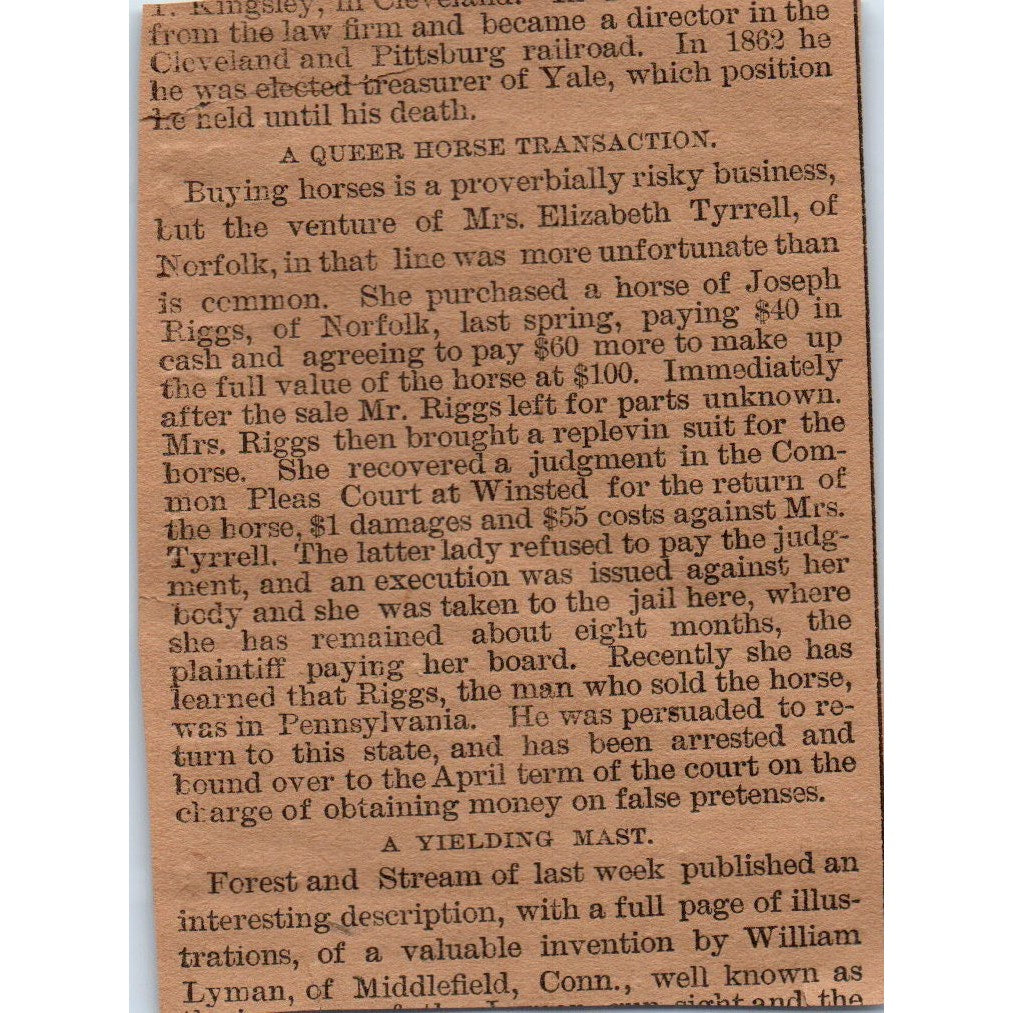 T. Kingsley, in Cleveland. In
from the law firm and became a director in the
Cleveland and Pittsburg railroad. In 1862 he
he was elected treasurer of Yale, which position
he held until his death.
A QUEER HORSE TRANSACTION.
Buying horses is a proverbially risky business,
but the venture of Mrs. Elizabeth Tyrrell, of
Norfolk, in that line was more unfortunate than
is common. She purchased a horse of Joseph
Riggs, of Norfolk, last spring, paying $40 in
cash and agreeing to pay $60 more to make up
the full value of the horse at $100. Immediately
after the sale Mr. Riggs left for parts unknown.
Mrs. Riggs then brought a replevin suit for the
horse. She recovered a judgment in the Com-
mon Pleas Court at Winsted for the return of
the horse, $1 damages and $55 costs against Mrs.
Tyrrell. The latter lady refused to pay the judg-
ment, and an execution was issued against her
body and she was taken to the jail here, where
she has remained about eight months, the
plaintiff paying her board. Recently she has
learned that Riggs, the man who sold the horse,
was in Pennsylvania. He was persuaded to re-
turn to this state, and has been arrested and
bound over to the April term of the court on the
charge of obtaining money on false pretenses.
A YIELDING MAST.
Forest and Stream of last week published an
interesting description, with a full page of illus-
trations, of a valuable invention by William
Lyman, of Middlefield, Conn., well known as
sight and the